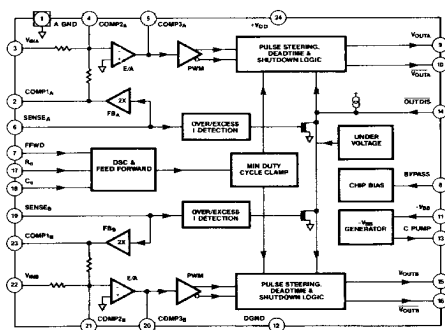 1 A GND
4 COMP2A
5 COMP3A
24 +VDD
3 VINA
E/A
PWM
PULSE STEERING,
DEADTIME &
SHUTDOWN LOGIC
9 VOUTA
10 VOUTA
2 COMP1A
2X
FBA
6 SENSEA
OVER/EXCESS
I DETECTION
OUTDIS 14
7 FFWD
17
18
OSC &
FEED FORWARD
MIN DUTY
CYCLE CLAMP
UNDER
VOLTAGE
CHIP BIAS
BYPASS 8
19 SENSEB
OVER/EXCESS
I DETECTION
GENERATOR
11
C PUMP 13
FBB
2X
23 COMP1B
22 VINB
E/A
PWM
PULSE STEERING,
DEADTIME &
SHUTDOWN LOGIC
VOUTB 15
VOUTB 16
21 COMP2B
20 COMP3B
DGND 12